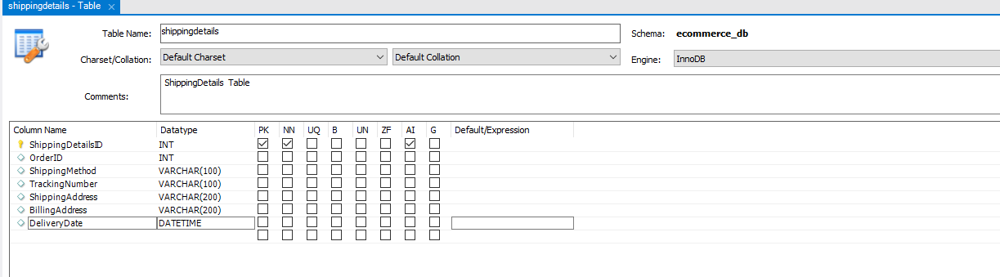 shippingdetails - Table
Table Name: shippingdetails Schema: ecommerce_db
Charset/Collation: Default Charset Default Collation Engine: InnoDB
Comments: ShippingDetails Table
Column Name Datatype PK NN UQ B UN ZF AI G Default/Expression
ShippingDetailsID INT
OrderID INT
ShippingMethod VARCHAR(100)
TrackingNumber VARCHAR(100)
ShippingAddress VARCHAR(200)
BillingAddress VARCHAR(200)
DeliveryDate DATETIME